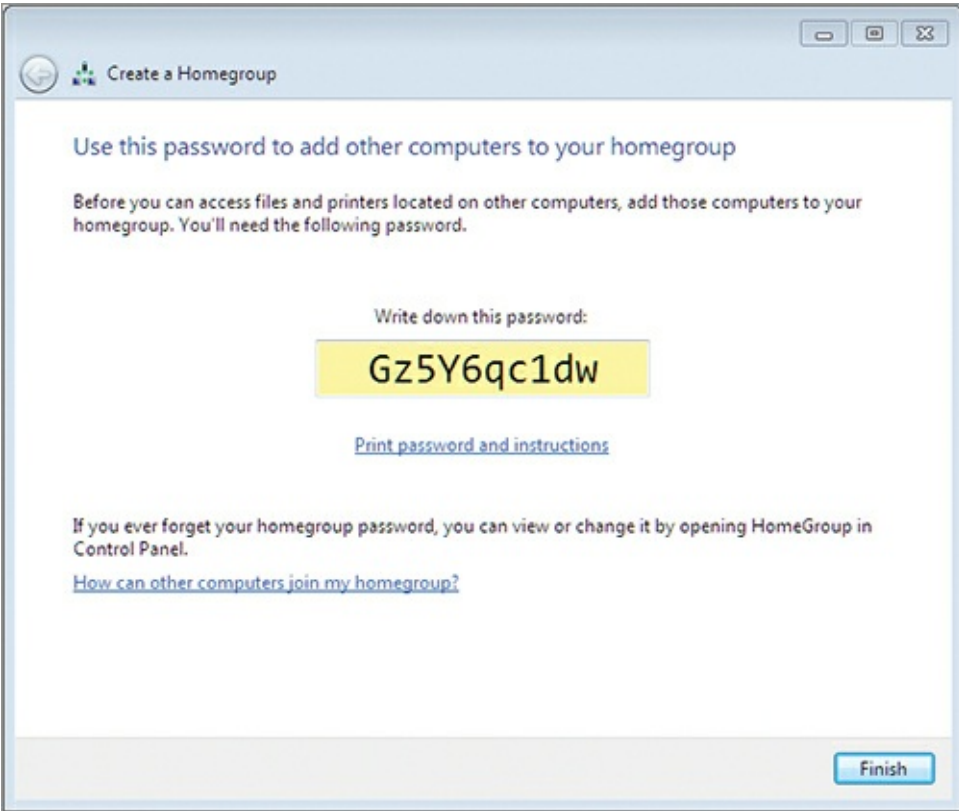 Create a Homegroup
Use this password to add other computers to your homegroup
Before you can access files and printers located on other computers, add those computers to your
homegroup. You'll need the following password.
Write down this password:
Gz5Y6qc1dw
Print password and instructions
If you ever forget your homegroup password, you can view or change it by opening HomeGroup in
Control Panel.
How can other computers join my homegroup?
Finish